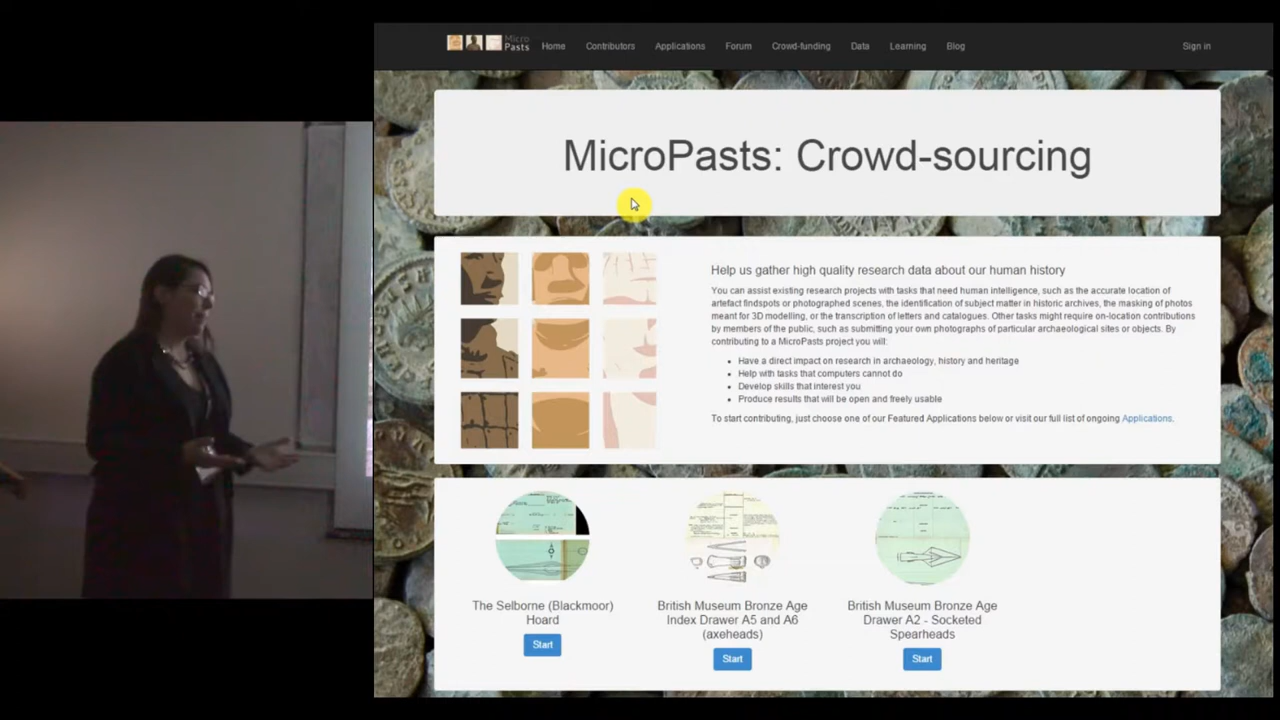 Micro
Pasts
Home Contributors Applications Forum Crowd-funding Data Learning Blog Sign in
MicroPasts: Crowd-sourcing
Help us gather high quality research data about our human history
You can assist existing research projects with tasks that need human intelligence, such as the accurate location of
artefact findspots or photographed scenes, the identification of subject matter in historic archives, the masking of photos
meant for 3D modelling, or the transcription of letters and catalogues. Other tasks might require on-location contributions
by members of the public, such as submitting your own photographs of particular archaeological sites or objects. By
contributing to a MicroPasts project you will:
Have a direct impact on research in archaeology, history and heritage
Help with tasks that computers cannot do
Develop skills that interest you
Produce results that will be open and freely usable
To start contributing, just choose one of our Featured Applications below or visit our full list of ongoing Applications.
The Selborne (Blackmoor)
Hoard
Start
British Museum Bronze Age
Index Drawer A5 and A6
(axeheads)
Start
British Museum Bronze Age
Drawer A2 - Socketed
Spearheads
Start